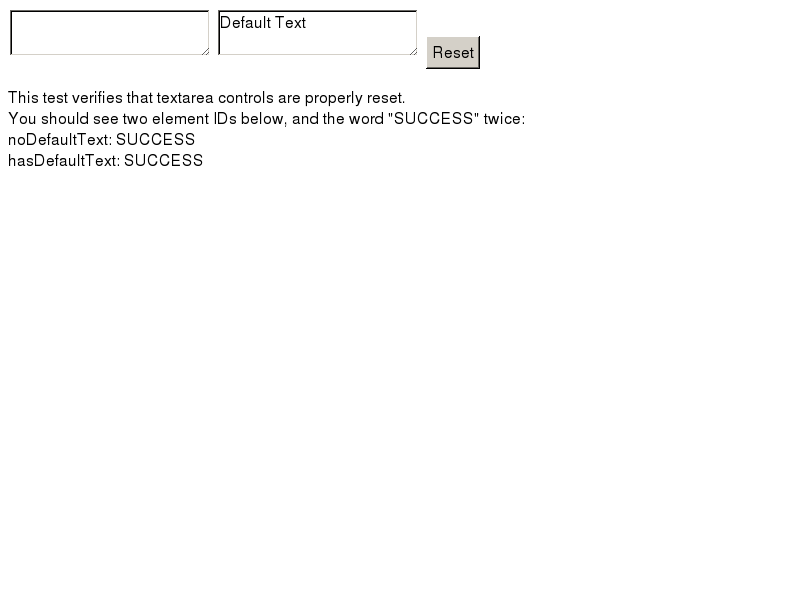 Default Text
Reset
This test verifies that textarea controls are properly reset.
You should see two element IDs below, and the word "SUCCESS" twice:
noDefaultText: SUCCESS
hasDefaultText: SUCCESS